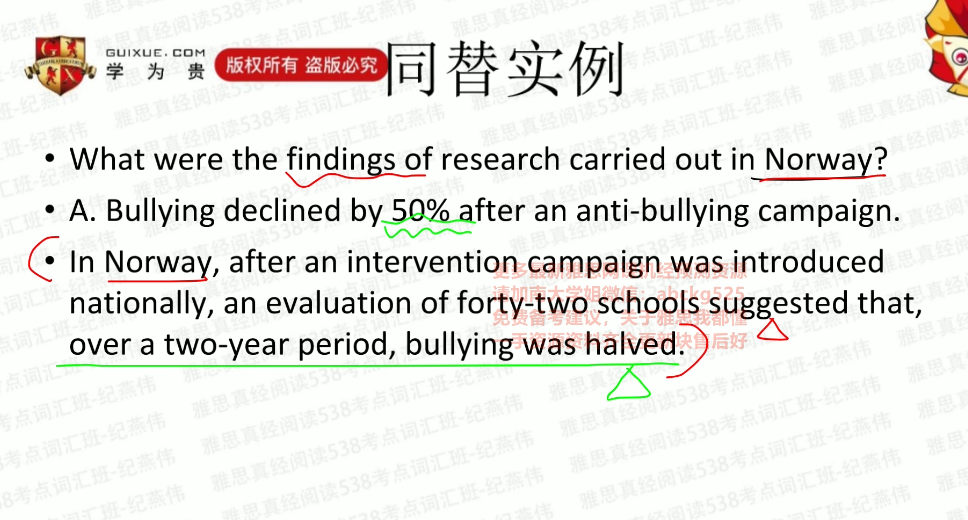 GUIXUE.COM
学为贵
版权所有 盗版必究
同替实例
• What were the findings of research carried out in Norway?
• A. Bullying declined by 50% after an anti-bullying campaign.
• In Norway, after an intervention campaign was introduced
nationally, an evaluation of forty-two schools suggested that,
over a two-year period, bullying was halved.
雅思真经阅读538考点词汇班-纪燕伟